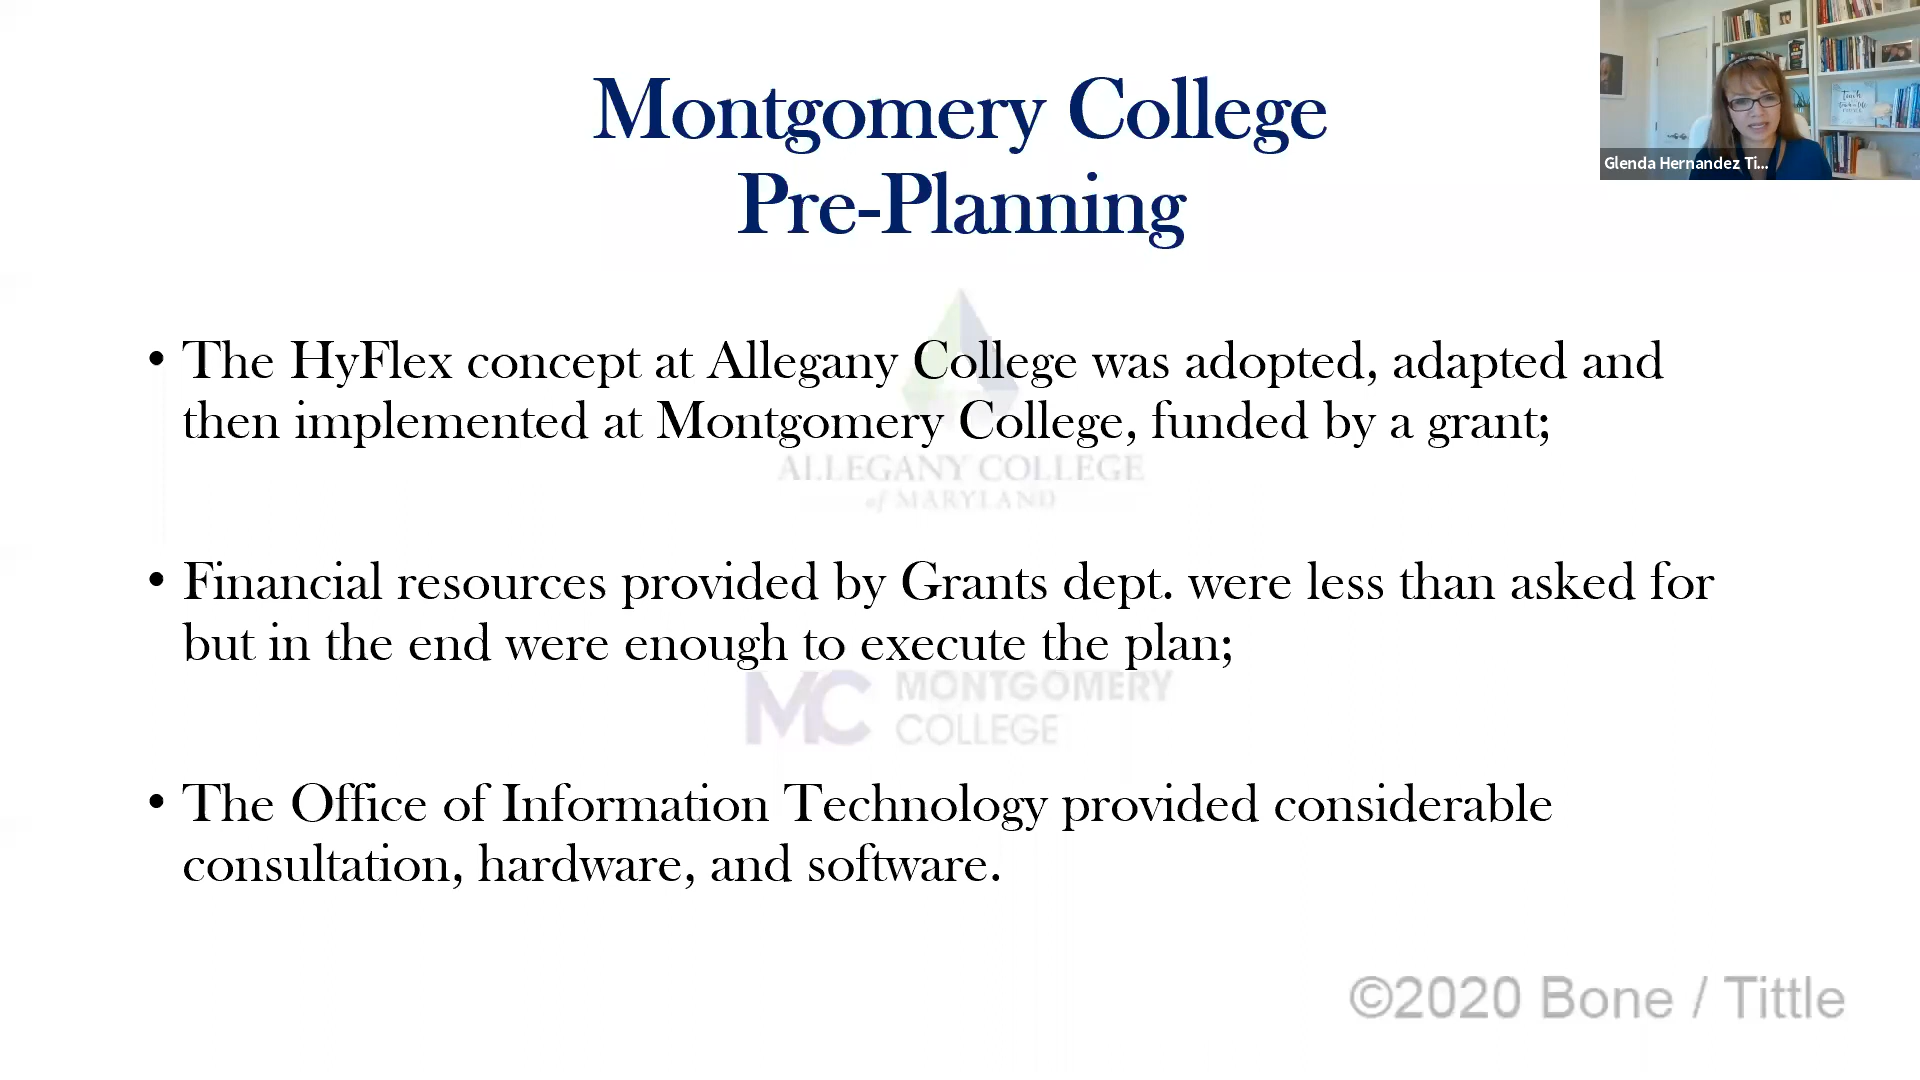 Montgomery College
Pre-Planning
Glenda Hernandez Ti...
• The HyFlex concept at Allegany College was adopted, adapted and
then implemented at Montgomery College, funded by a grant;
ALLEGANY COLLEGE
of MARYLAND
• Financial resources provided by Grants dept. were less than asked for
but in the end were enough to execute the plan;
MC MONTGOMERY
COLLEGE
• The Office of Information Technology provided considerable
consultation, hardware, and software.
©2020 Bone / Tittle